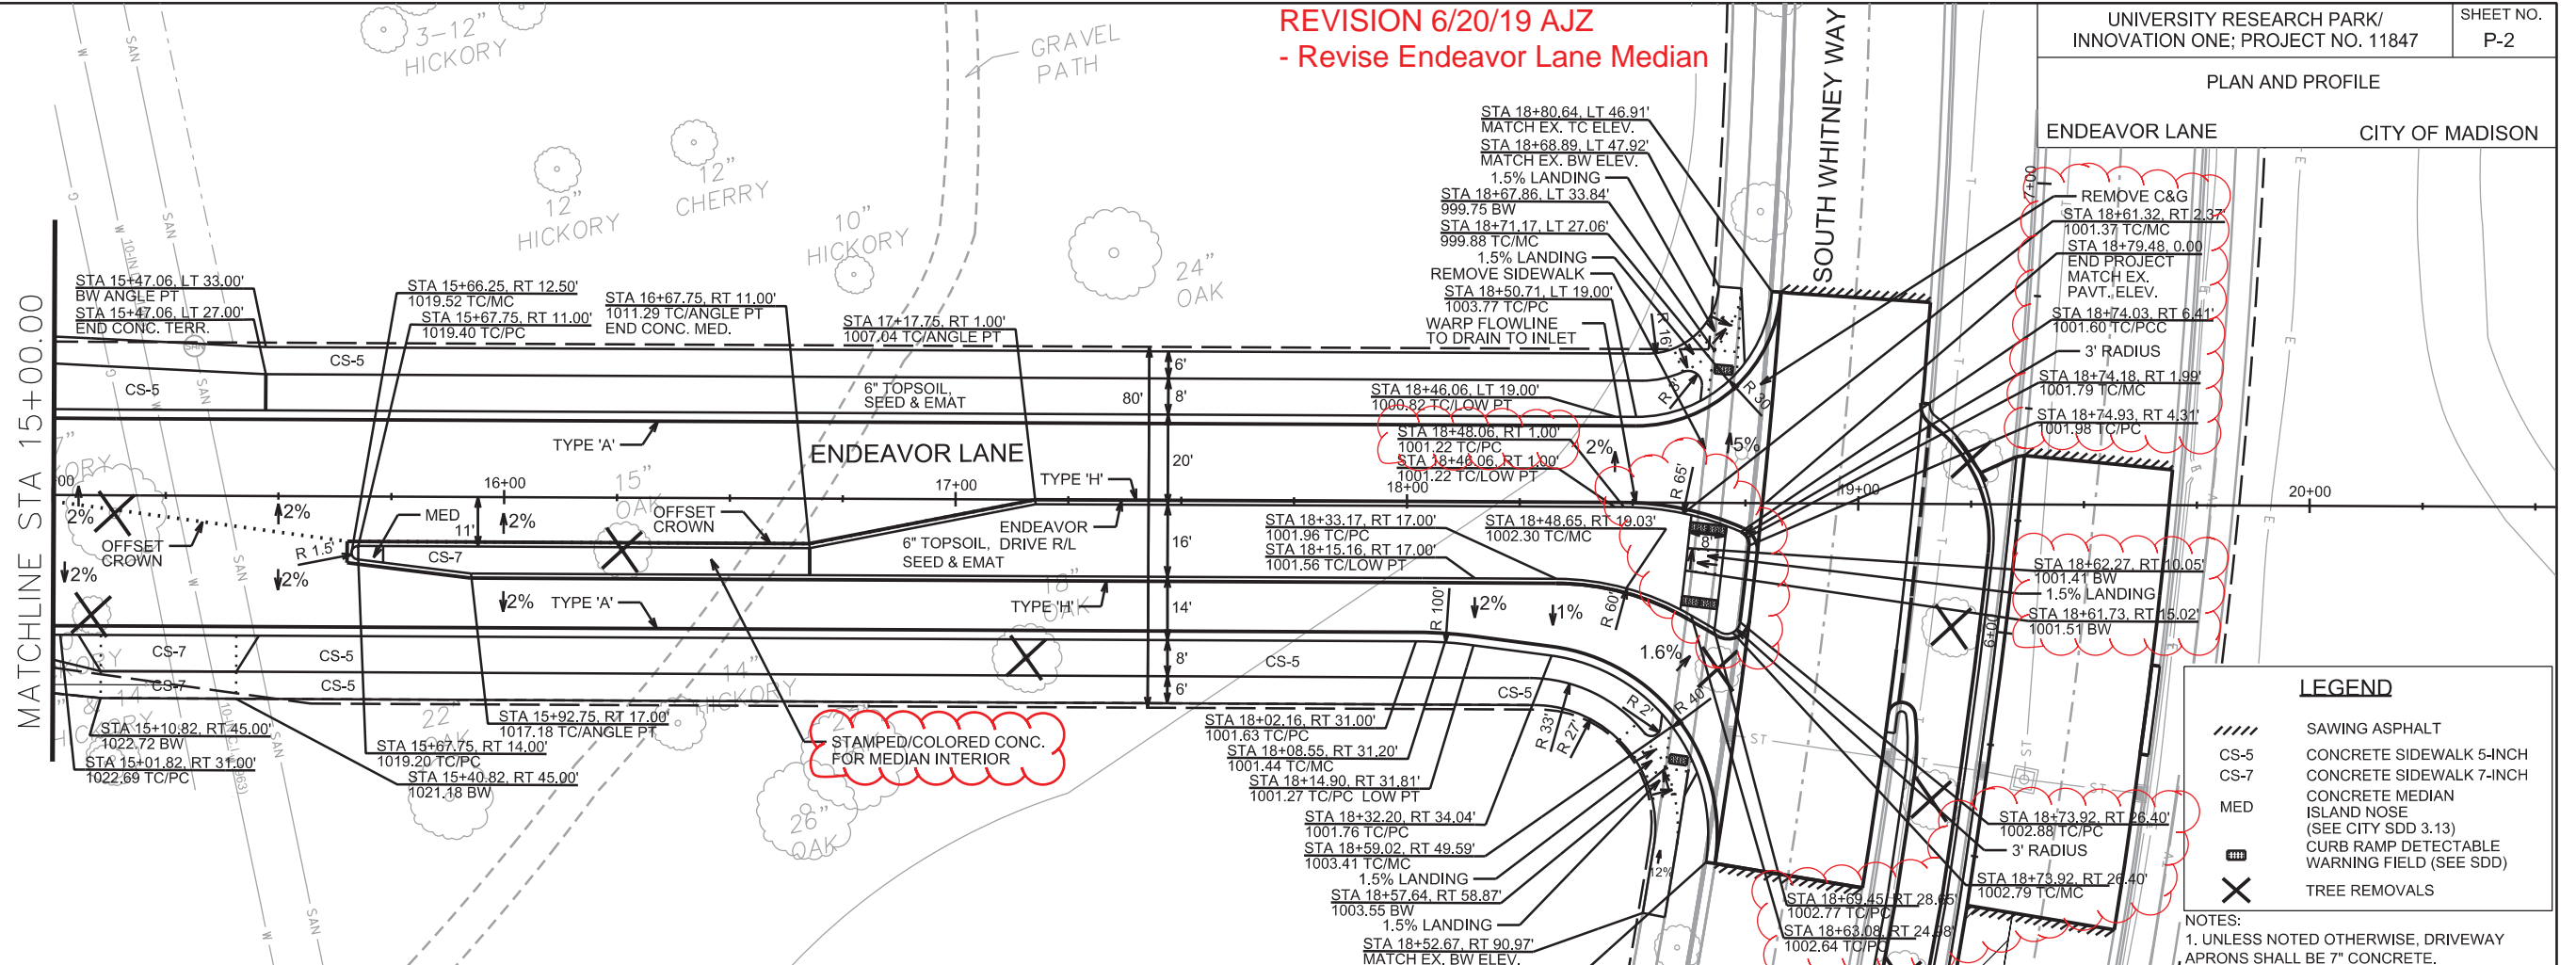 REVISION 6/20/19 AJZ
- Revise Endeavor Lane Median
UNIVERSITY RESEARCH PARK/
INNOVATION ONE; PROJECT NO. 11847
SHEET NO.
P-2
PLAN AND PROFILE
ENDEAVOR LANE
CITY OF MADISON
3-12"
HICKORY
GRAVEL
PATH
12"
HICKORY
12"
CHERRY
10"
HICKORY
24"
OAK
SOUTH WHITNEY WAY
MATCHLINE STA 15+00.00
STA 15+47.06, LT 33.00'
BW ANGLE PT
STA 15+47.06, LT 27.00'
END CONC. TERR.
STA 15+66.25, RT 12.50'
1019.52 TC/MC
STA 15+67.75, RT 11.00'
1019.40 TC/PC
STA 16+67.75, RT 11.00'
1011.29 TC/ANGLE PT
END CONC. MED.
STA 17+17.75, RT 1.00'
1007.04 TC/ANGLE PT
STA 18+80.64, LT 46.91'
MATCH EX. TC ELEV.
STA 18+68.89, LT 47.92'
MATCH EX. BW ELEV.
1.5% LANDING
STA 18+67.86, LT 33.84'
999.75 BW
STA 18+71.17, LT 27.06'
999.88 TC/MC
1.5% LANDING
REMOVE SIDEWALK
STA 18+50.71, LT 19.00'
1003.77 TC/PC
WARP FLOWLINE
TO DRAIN TO INLET
STA 18+46.06, LT 19.00'
1000.82 TC/LOW PT
STA 18+48.06, RT 1.00'
1001.22 TC/PC
STA 18+46.06, RT 1.00'
1001.22 TC/LOW PT
REMOVE C&G
STA 18+61.32, RT 2.37'
1001.37 TC/MC
STA 18+79.48, 0.00
END PROJECT
MATCH EX.
PAVT. ELEV.
STA 18+74.03, RT 6.41'
1001.60 TC/PCC
3' RADIUS
STA 18+74.18, RT 1.99'
1001.79 TC/MC
STA 18+74.93, RT 4.31'
1001.98 TC/PC
17+00
R 16'
R 3'
R 30'
CS-5
CS-5
6" TOPSOIL,
SEED & EMAT
80'
6'
8'
20'
16'
14'
8'
6'
TYPE 'A'
ENDEAVOR LANE
TYPE 'H'
2%
5%
R 65'
16+00
17+00
18+00
19+00
20+00
2%
OFFSET
CROWN
2%
2%
2%
R 1.5'
MED
11'
2%
15"
OAK
OFFSET
CROWN
CS-7
6" TOPSOIL,
SEED & EMAT
ENDEAVOR
DRIVE R/L
18"
OAK
2%
TYPE 'A'
TYPE 'H'
STA 18+33.17, RT 17.00'
1001.96 TC/PC
STA 18+15.16, RT 17.00'
1001.56 TC/LOW PT
STA 18+48.65, RT 19.03'
1002.30 TC/MC
8'
R 100'
2%
1%
R 60'
1.6%
STA 18+62.27, RT 10.05'
1001.41 BW
1.5% LANDING
STA 18+61.73, RT 15.02'
1001.51 BW
6+00
CS-7
CS-5
CS-7
CS-5
CS-5
CS-5
14"
HICKORY
14"
22"
OAK
26"
OAK
STA 15+10.82, RT 45.00'
1022.72 BW
STA 15+01.82, RT 31.00'
1022.69 TC/PC
STA 15+92.75, RT 17.00'
1017.18 TC/ANGLE PT
STA 15+67.75, RT 14.00'
1019.20 TC/PC
STA 15+40.82, RT 45.00'
1021.18 BW
STAMPED/COLORED CONC.
FOR MEDIAN INTERIOR
STA 18+02.16, RT 31.00'
1001.63 TC/PC
STA 18+08.55, RT 31.20'
1001.44 TC/MC
STA 18+14.90, RT 31.81'
1001.27 TC/PC LOW PT
STA 18+32.20, RT 34.04'
1001.76 TC/PC
STA 18+59.02, RT 49.59'
1003.41 TC/MC
1.5% LANDING
STA 18+57.64, RT 58.87'
1003.55 BW
1.5% LANDING
STA 18+52.67, RT 90.97'
MATCH EX. BW ELEV.
R 33'
R 27'
R 2'
R 40'
12%
STA 18+73.92, RT 26.40'
1002.88 TC/PC
3' RADIUS
STA 18+73.92, RT 26.40'
1002.79 TC/MC
STA 18+69.45, RT 28.65'
1002.77 TC/PC
STA 18+63.08, RT 24.98'
1002.64 TC/PC
LEGEND
SAWING ASPHALT
CS-5 CONCRETE SIDEWALK 5-INCH
CS-7 CONCRETE SIDEWALK 7-INCH
MED CONCRETE MEDIAN
ISLAND NOSE
(SEE CITY SDD 3.13)
CURB RAMP DETECTABLE
WARNING FIELD (SEE SDD)
TREE REMOVALS
NOTES:
1. UNLESS NOTED OTHERWISE, DRIVEWAY
APRONS SHALL BE 7" CONCRETE.